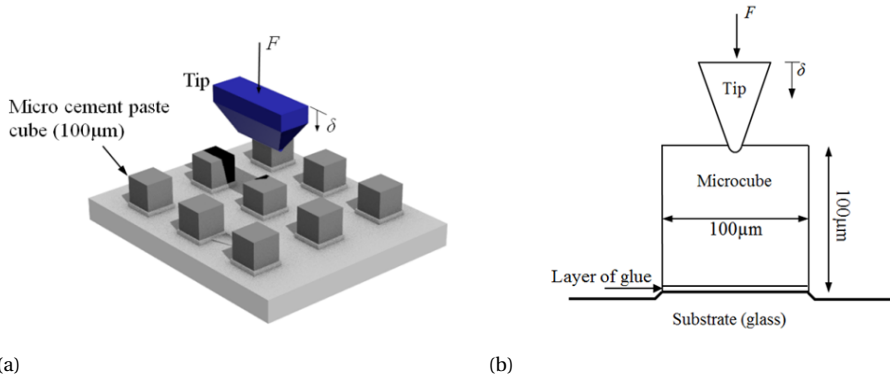 F
Tip
δ
Micro cement paste
cube (100µm)
(a)
F
δ
Tip
Microcube
100µm
100µm
Layer of glue
Substrate (glass)
(b)